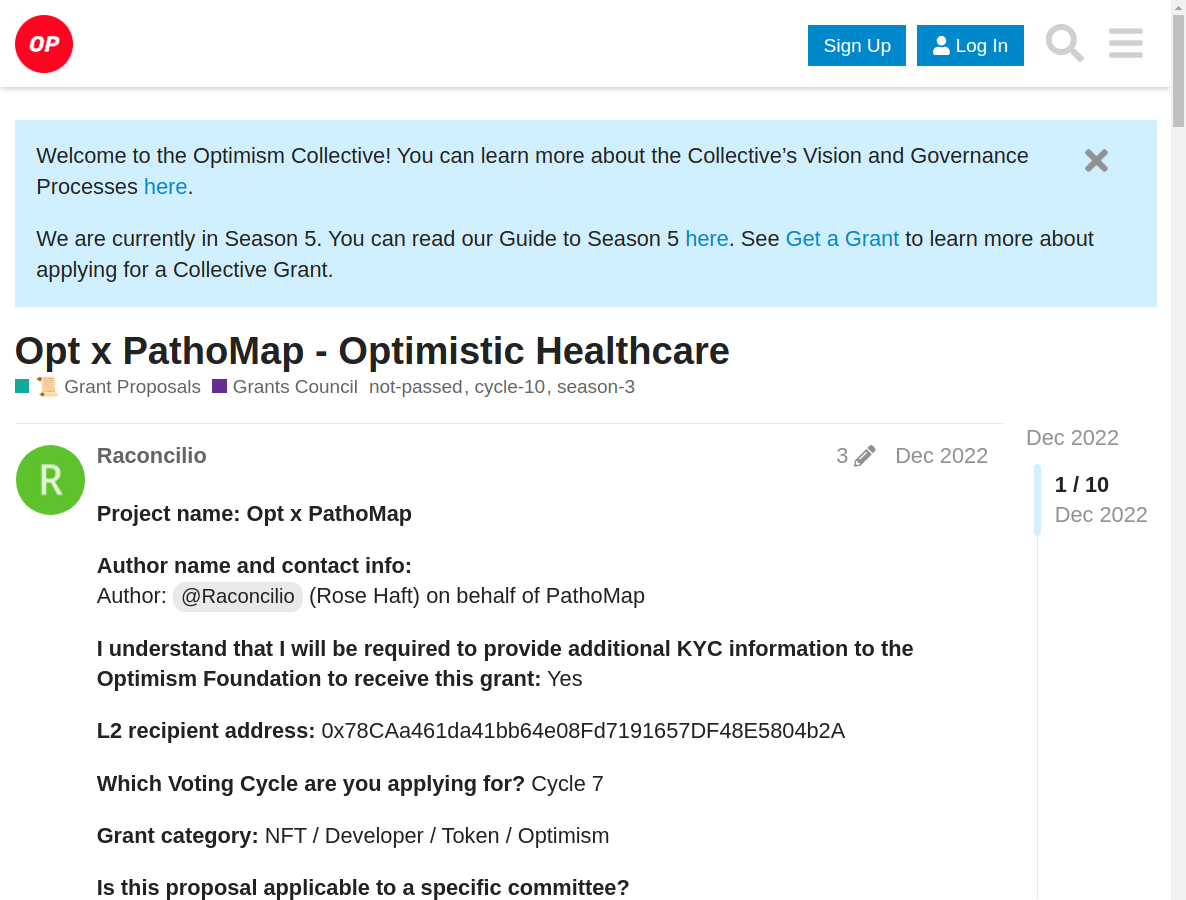 OP
Sign Up
Log In
Welcome to the Optimism Collective! You can learn more about the Collective’s Vision and Governance
Processes here.
We are currently in Season 5. You can read our Guide to Season 5 here. See Get a Grant to learn more about
applying for a Collective Grant.
Opt x PathoMap - Optimistic Healthcare
📜 Grant Proposals Grants Council not-passed, cycle-10, season-3
R
Raconcilio
3
Dec 2022
Project name: Opt x PathoMap
Author name and contact info:
Author: @Raconcilio (Rose Haft) on behalf of PathoMap
I understand that I will be required to provide additional KYC information to the
Optimism Foundation to receive this grant: Yes
L2 recipient address: 0x78CAa461da41bb64e08Fd7191657DF48E5804b2A
Which Voting Cycle are you applying for? Cycle 7
Grant category: NFT / Developer / Token / Optimism
Is this proposal applicable to a specific committee?
Dec 2022
1 / 10
Dec 2022